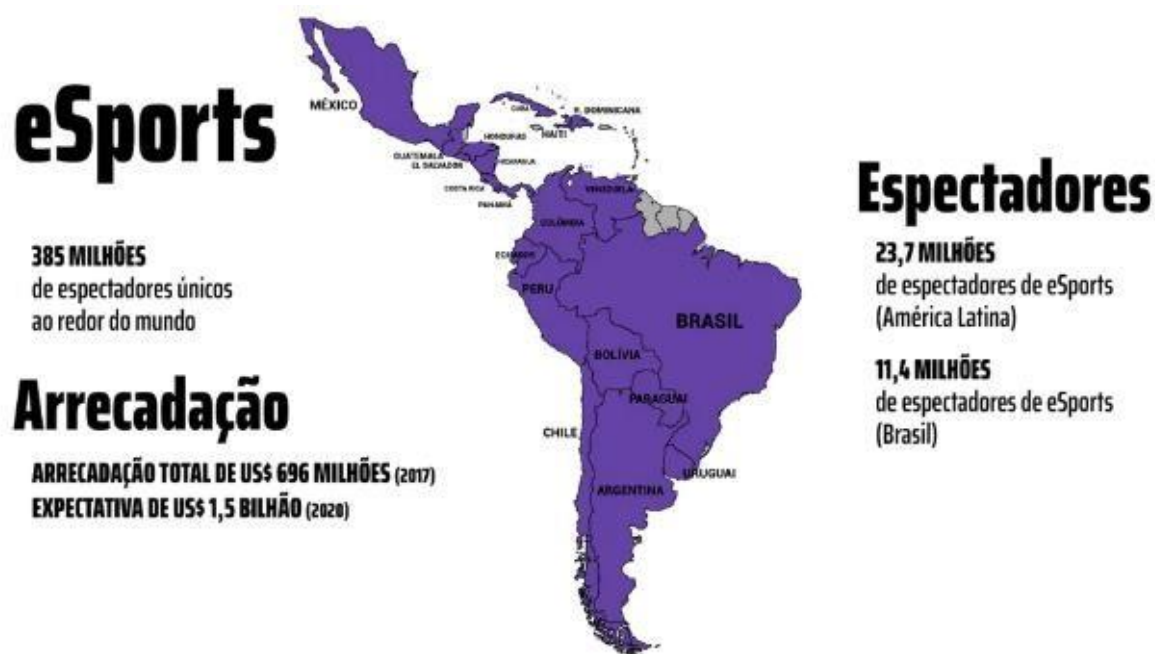 eSports
385 MILHÕES
de espectadores únicos
ao redor do mundo
Arrecadação
ARRECADAÇÃO TOTAL DE US$ 696 MILHÕES (2017)
EXPECTATIVA DE US$ 1,5 BILHÃO (2020)
MÉXICO
CUBA
R. DOMINICANA
HONDURAS
HAITI
GUATEMALA
EL SALVADOR
NICARÁGUA
COSTA RICA
PANAMÁ
VENEZUELA
COLÔMBIA
ECUADOR
PERU
BRASIL
BOLÍVIA
PARAGUAI
CHILE
URUGUAI
ARGENTINA
Espectadores
23,7 MILHÕES
de espectadores de eSports
(América Latina)
11,4 MILHÕES
de espectadores de eSports
(Brasil)